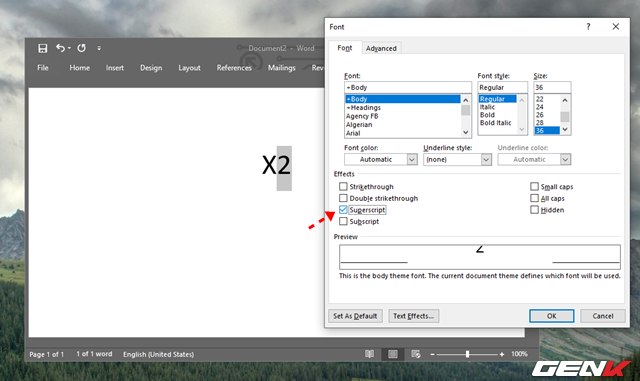 Document2 - Word
File Home Insert Design Layout References Mailings Rev
X2
Page 1 of 1 1 of 1 word English (United States) 100%
Font
Font Advanced
Font: Font style: Size:
+Body Regular 36
+Body Regular 22
+Headings Italic 24
Agency FB Bold 26
Algerian Bold Italic 28
Arial 36
Font color: Underline style: Underline color:
Automatic (none) Automatic
Effects
Strikethrough Small caps
Double strikethrough All caps
Superscript Hidden
Subscript
Preview
2
This is the body theme font. The current document theme defines which font will be used.
Set As Default Text Effects... OK Cancel
GENK